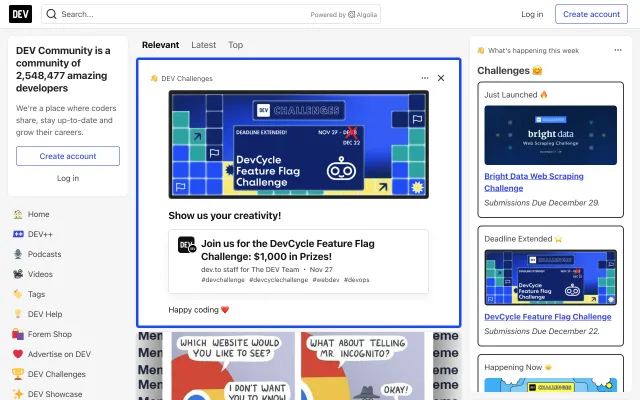 DEV
Search...
Powered by Algolia
Log in
Create account
DEV Community is a
community of
2,548,477 amazing
developers
We're a place where coders
share, stay up-to-date and
grow their careers.
Create account
Log in
Home
DEV++
Podcasts
Videos
Tags
DEV Help
Forem Shop
Advertise on DEV
DEV Challenges
DEV Showcase
Relevant
Latest
Top
DEV Challenges
DEV CHALLENGES
DEADLINE EXTENDED!
NOV 27 -
DEC 22
DevCycle
Feature Flag
Challenge
Show us your creativity!
DEV
Join us for the DevCycle Feature Flag
Challenge: $1,000 in Prizes!
dev.to staff for The DEV Team • Nov 27
#devchallenge #devcyclechallenge #webdev #devops
Happy coding ❤️
WHICH WEBSITE WOULD
YOU LIKE TO SEE?
I DON'T WANT
YOU TO KNOW
WHAT ABOUT TELLING
MR. INCOGNITO?
OKAY!
What's happening this week
Challenges 🤗
Just Launched 🔥
bright data
Web Scraping Challenge
Bright Data Web Scraping
Challenge
Submissions Due December 29.
Deadline Extended ⭐
DEV CHALLENGES
DEADLINE EXTENDED!
DEC 22
DevCycle
Feature Flag
Challenge
DevCycle Feature Flag Challenge
Submissions Due December 22.
Happening Now